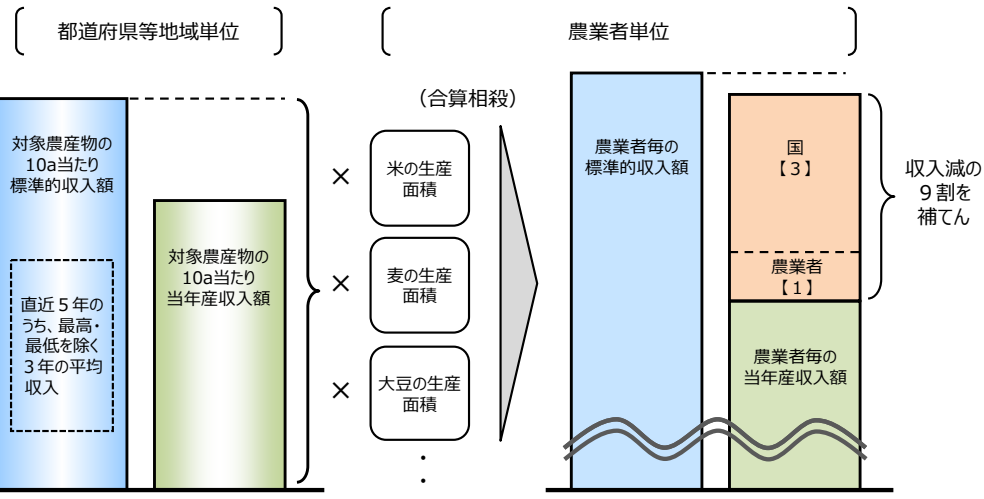 都道府県等地域単位
農業者単位
(合算相殺)
対象農産物の
10a当たり
標準的収入額
直近５年の
うち、最高・
最低を除く
３年の平均
収入
対象農産物の
10a当たり
当年産収入額
×
米の生産
面積
×
麦の生産
面積
×
大豆の生産
面積
・
・
農業者毎の
標準的収入額
国
【３】
農業者
【１】
農業者毎の
当年産収入額
収入減の
９割を
補てん